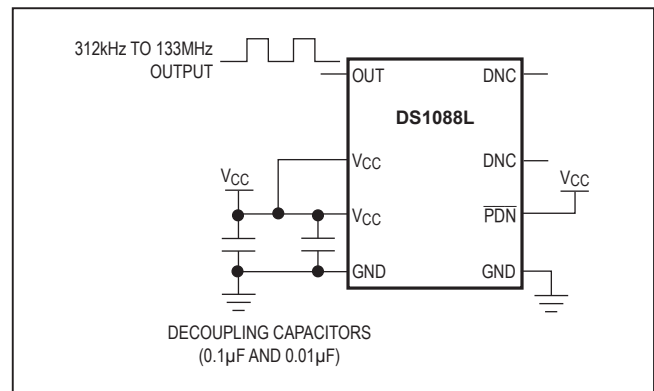 312kHz TO 133MHz
OUTPUT
OUT
DNC
DS1088L
VCC
DNC
VCC
VCC
VCC
PDN
GND
GND
DECOUPLING CAPACITORS
(0.1µF AND 0.01µF)